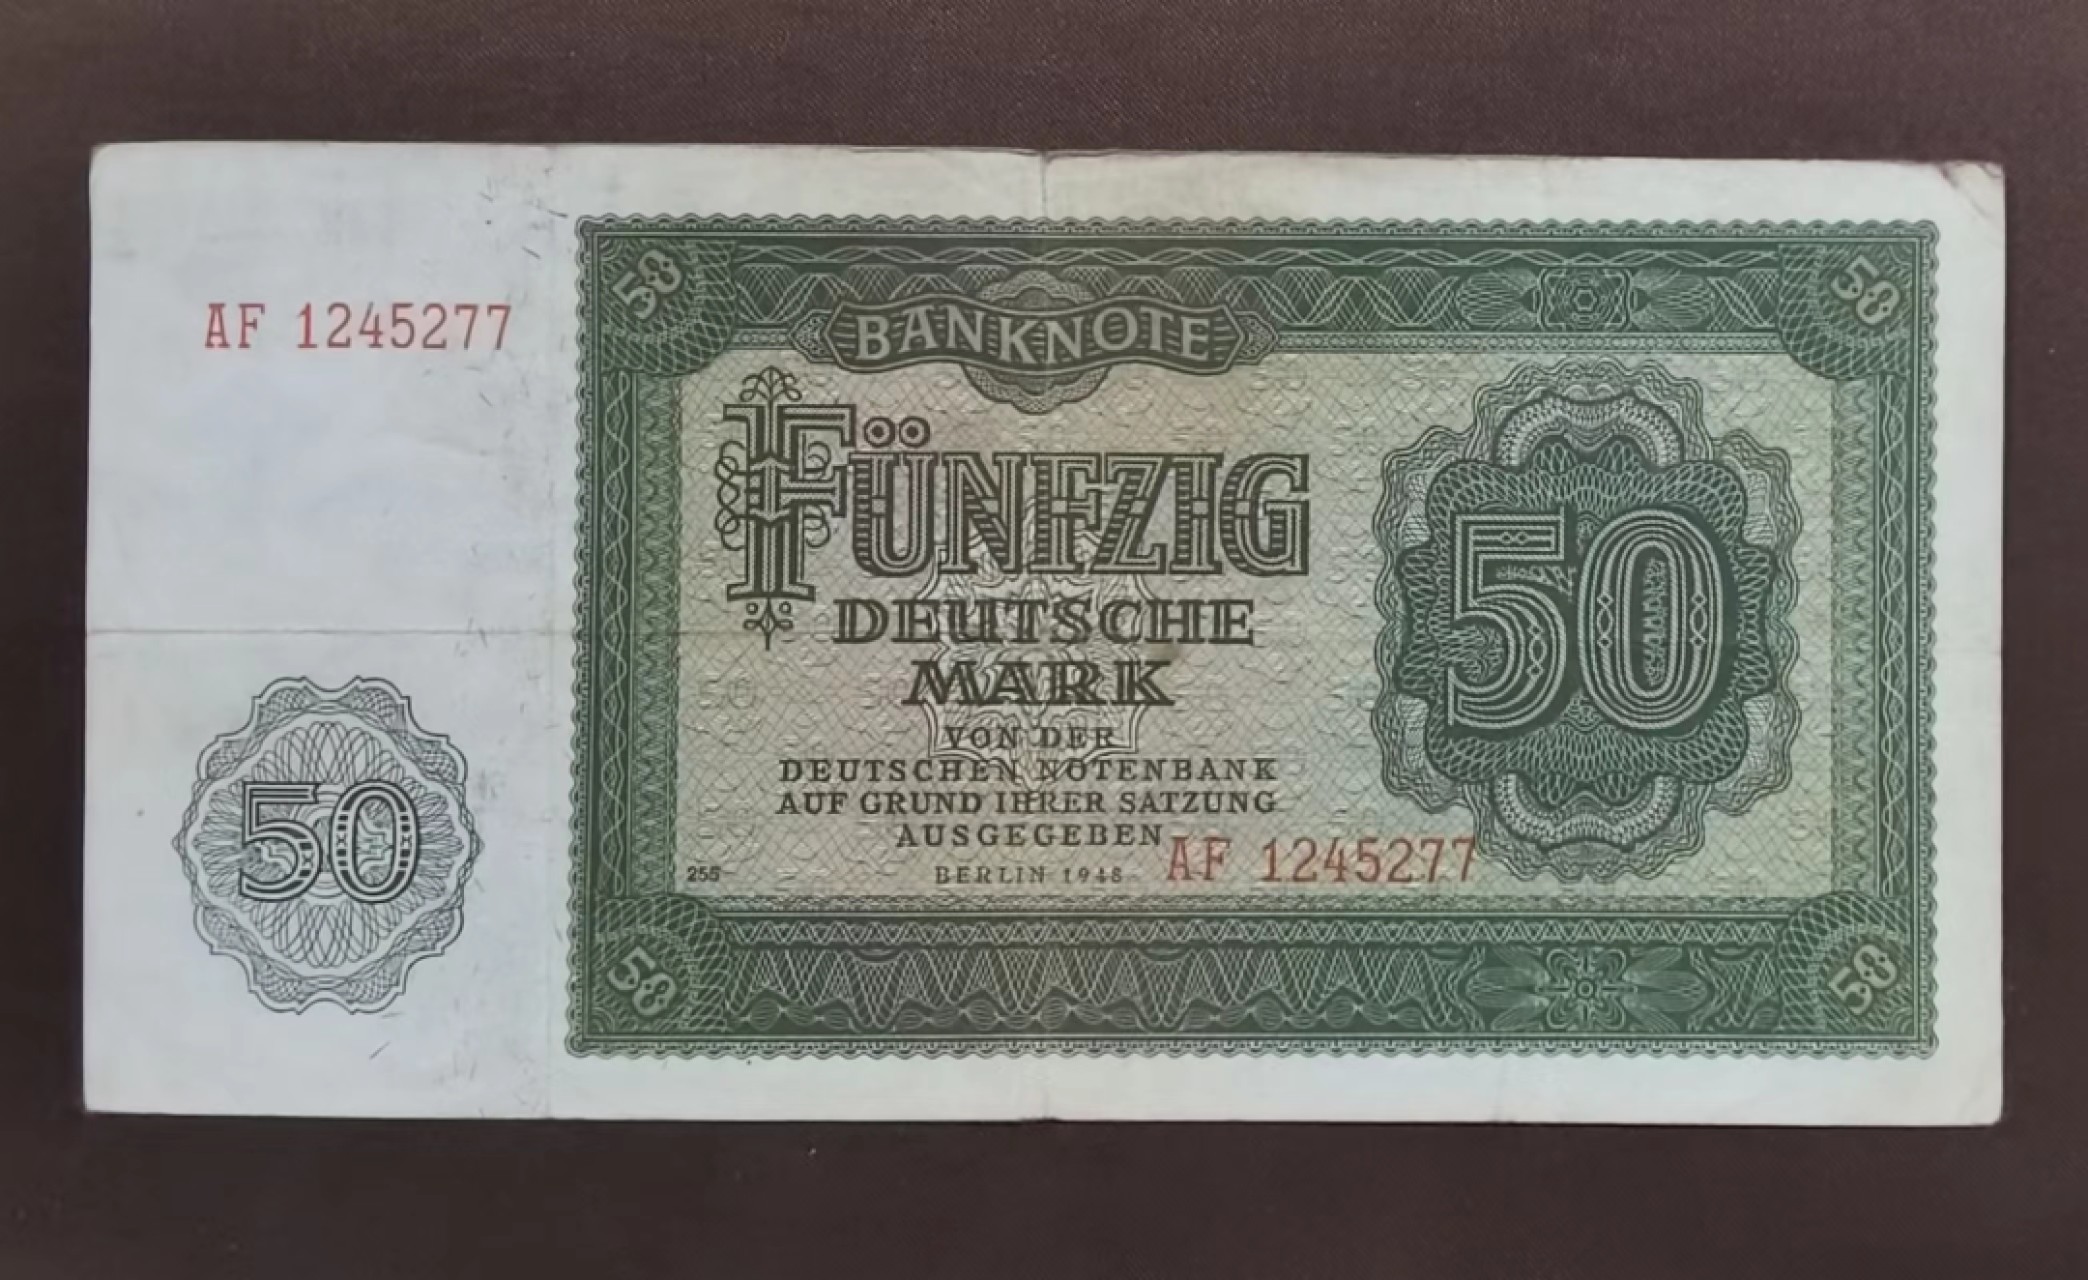 AF 1245277
50
50
BANKNOTE
FÜNFZIG
DEUTSCHE
MARK
VON DER
DEUTSCHEN NOTENBANK
AUF GRUND IHRER SATZUNG
AUSGEGEBEN
255
BERLIN 1948
AF 1245277
50
50
50
50